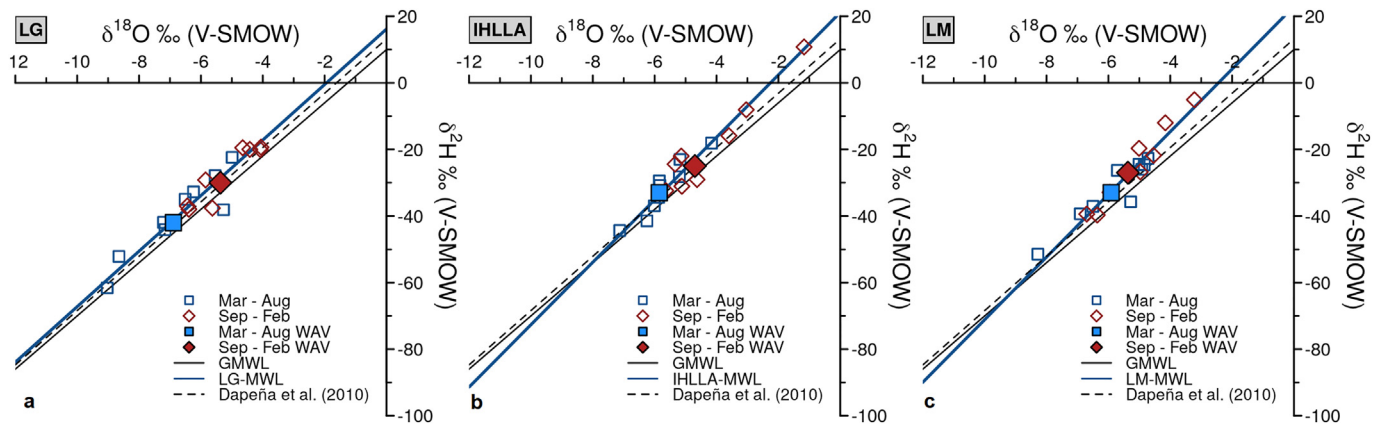 LG
δ18O ‰ (V-SMOW)
20
12 -10 -8 -6 -4 -2 0
-20
-40
-60
-80
-100
δ2H ‰ (V-SMOW)
Mar - Aug
Sep - Feb
Mar - Aug WAV
Sep - Feb WAV
GMWL
LG-MWL
Dapeña et al. (2010)
a
IHLLA
δ18O ‰ (V-SMOW)
20
-12 -10 -8 -6 -4 -2 0
-20
-40
-60
-80
-100
δ2H ‰ (V-SMOW)
Mar - Aug
Sep - Feb
Mar - Aug WAV
Sep - Feb WAV
GMWL
IHLLA-MWL
Dapeña et al. (2010)
b
LM
δ18O ‰ (V-SMOW)
20
-12 -10 -8 -6 -4 -2 0
-20
-40
-60
-80
-100
δ2H ‰ (V-SMOW)
Mar - Aug
Sep - Feb
Mar - Aug WAV
Sep - Feb WAV
GMWL
LM-MWL
Dapeña et al. (2010)
c